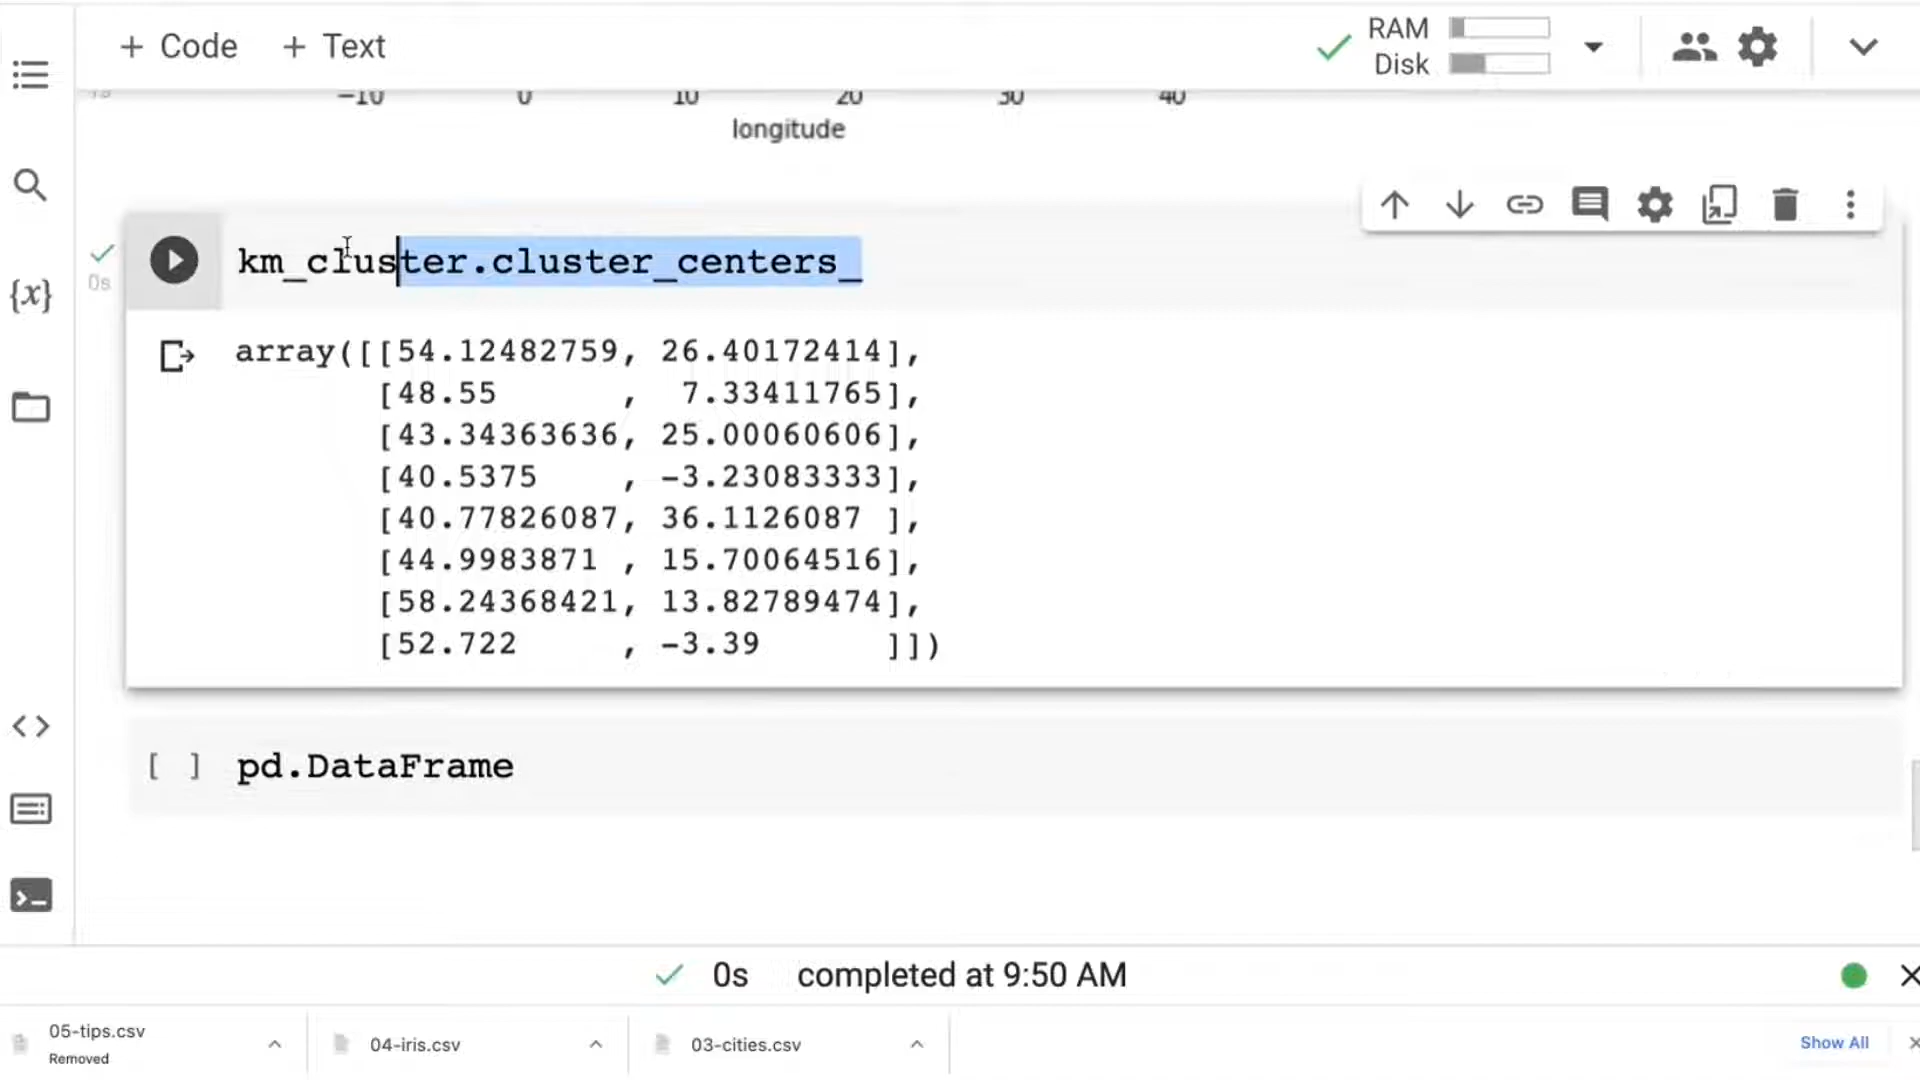 + Code + Text
RAM
Disk
-10 0 10 20 30 40
longitude
{x}
0s
km_cluster.cluster_centers_
array([[54.12482759, 26.40172414],
[48.55      ,  7.33411765],
[43.34363636, 25.00060606],
[40.5375    , -3.23083333],
[40.77826087, 36.1126087 ],
[44.9983871 , 15.70064516],
[58.24368421, 13.82789474],
[52.722     , -3.39      ]])
[ ] pd.DataFrame
0s completed at 9:50 AM
05-tips.csv
Removed
04-iris.csv
03-cities.csv
Show All